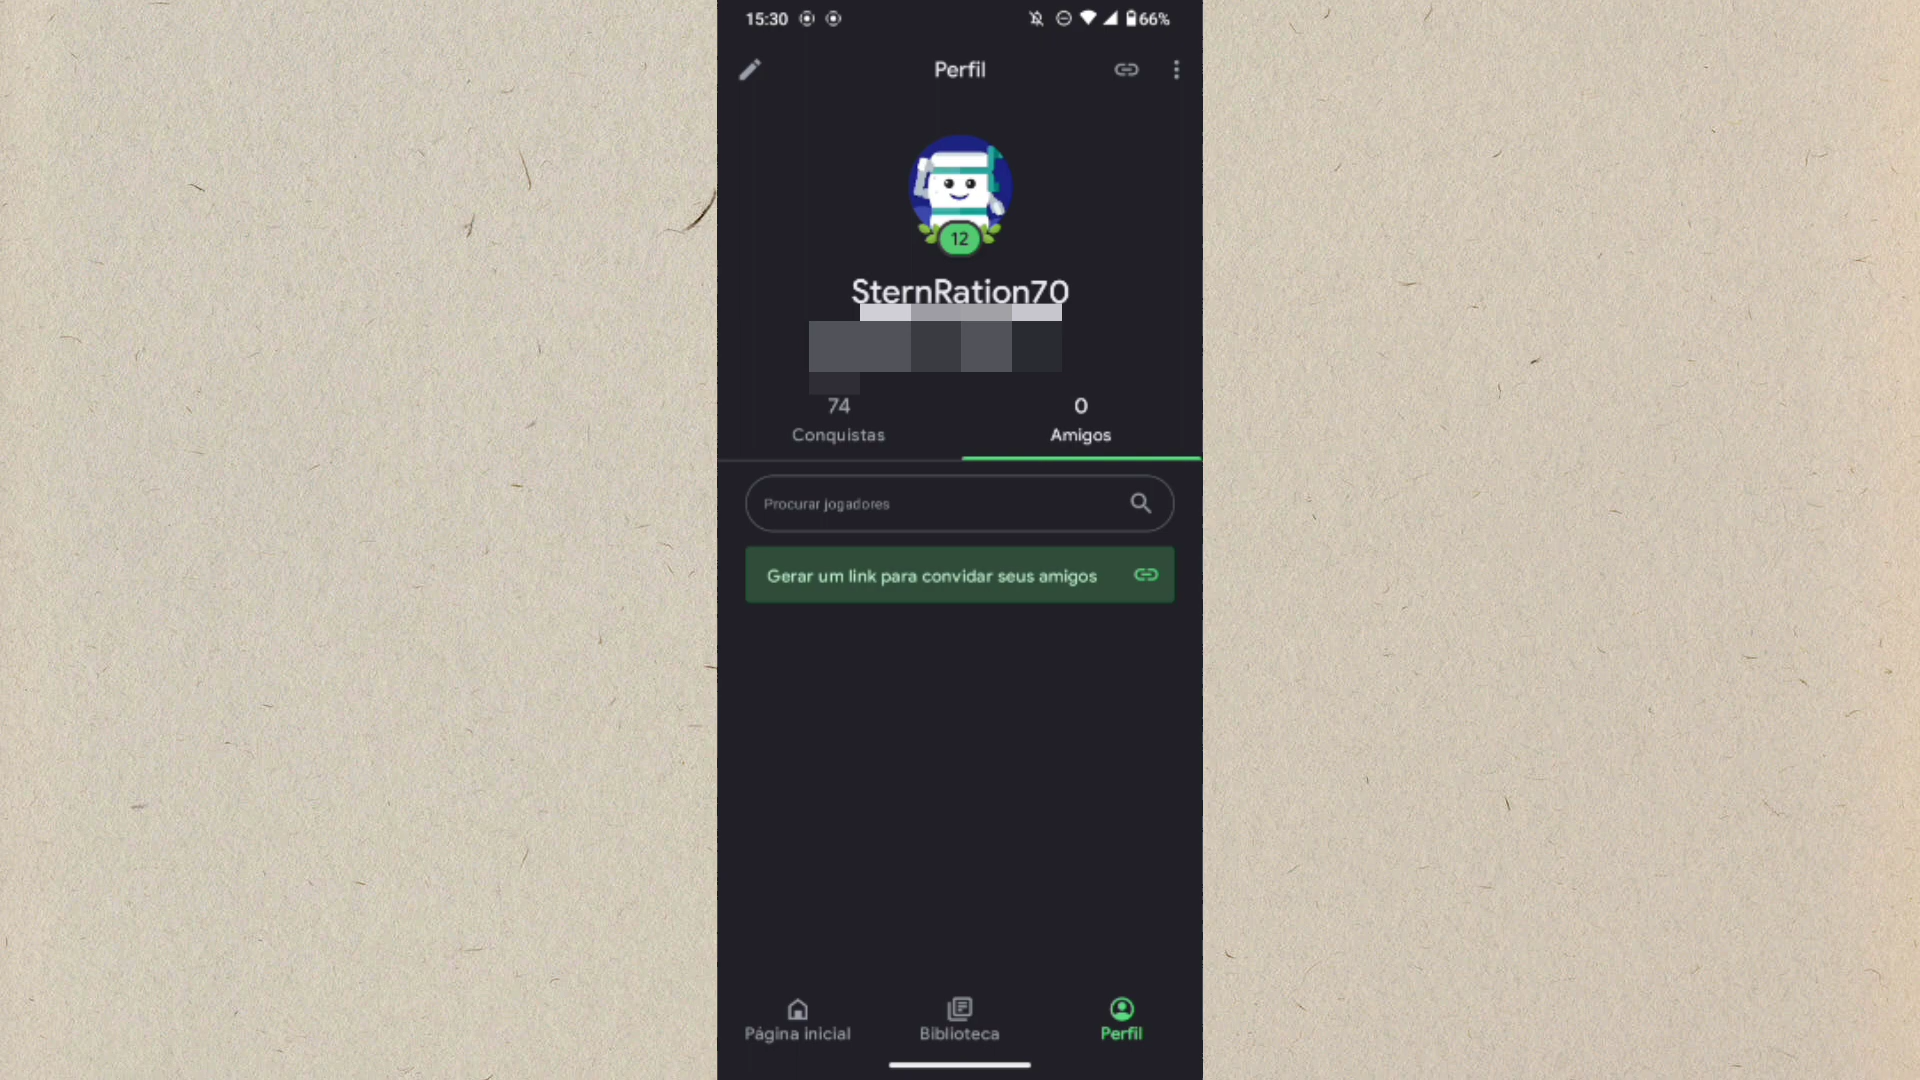 15:30
66%
Perfil
12
SternRation70
74
0
Conquistas
Amigos
Procurar jogadores
Gerar um link para convidar seus amigos
Página inicial
Biblioteca
Perfil